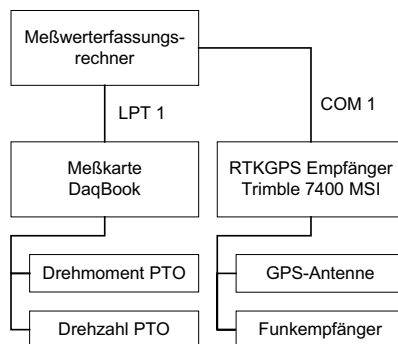 Meßwerterfassungs-
rechner
LPT 1
COM 1
Meßkarte
DaqBook
RTKGPS Empfänger
Trimble 7400 MSI
Drehmoment PTO
GPS-Antenne
Drehzahl PTO
Funkempfänger